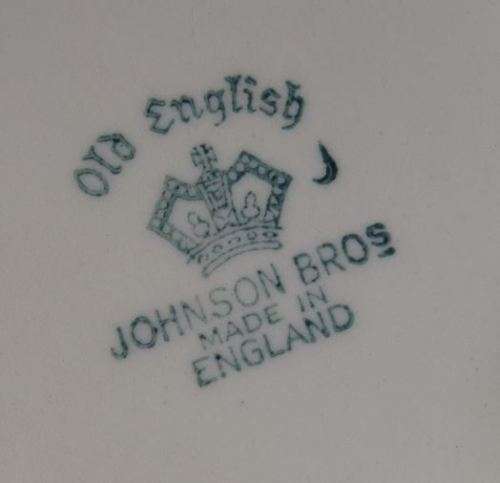 Old English
JOHNSON BROS
MADE IN
ENGLAND